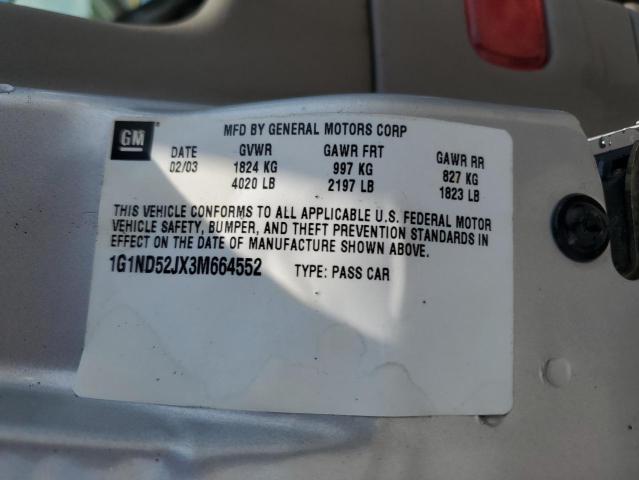 GM
MFD BY GENERAL MOTORS CORP
DATE GVWR GAWR FRT GAWR RR
02/03 1824 KG 997 KG 827 KG
4020 LB 2197 LB 1823 LB
THIS VEHICLE CONFORMS TO ALL APPLICABLE U.S. FEDERAL MOTOR
VEHICLE SAFETY, BUMPER, AND THEFT PREVENTION STANDARDS IN
EFFECT ON THE DATE OF MANUFACTURE SHOWN ABOVE.
1G1ND52JX3M664552 TYPE: PASS CAR